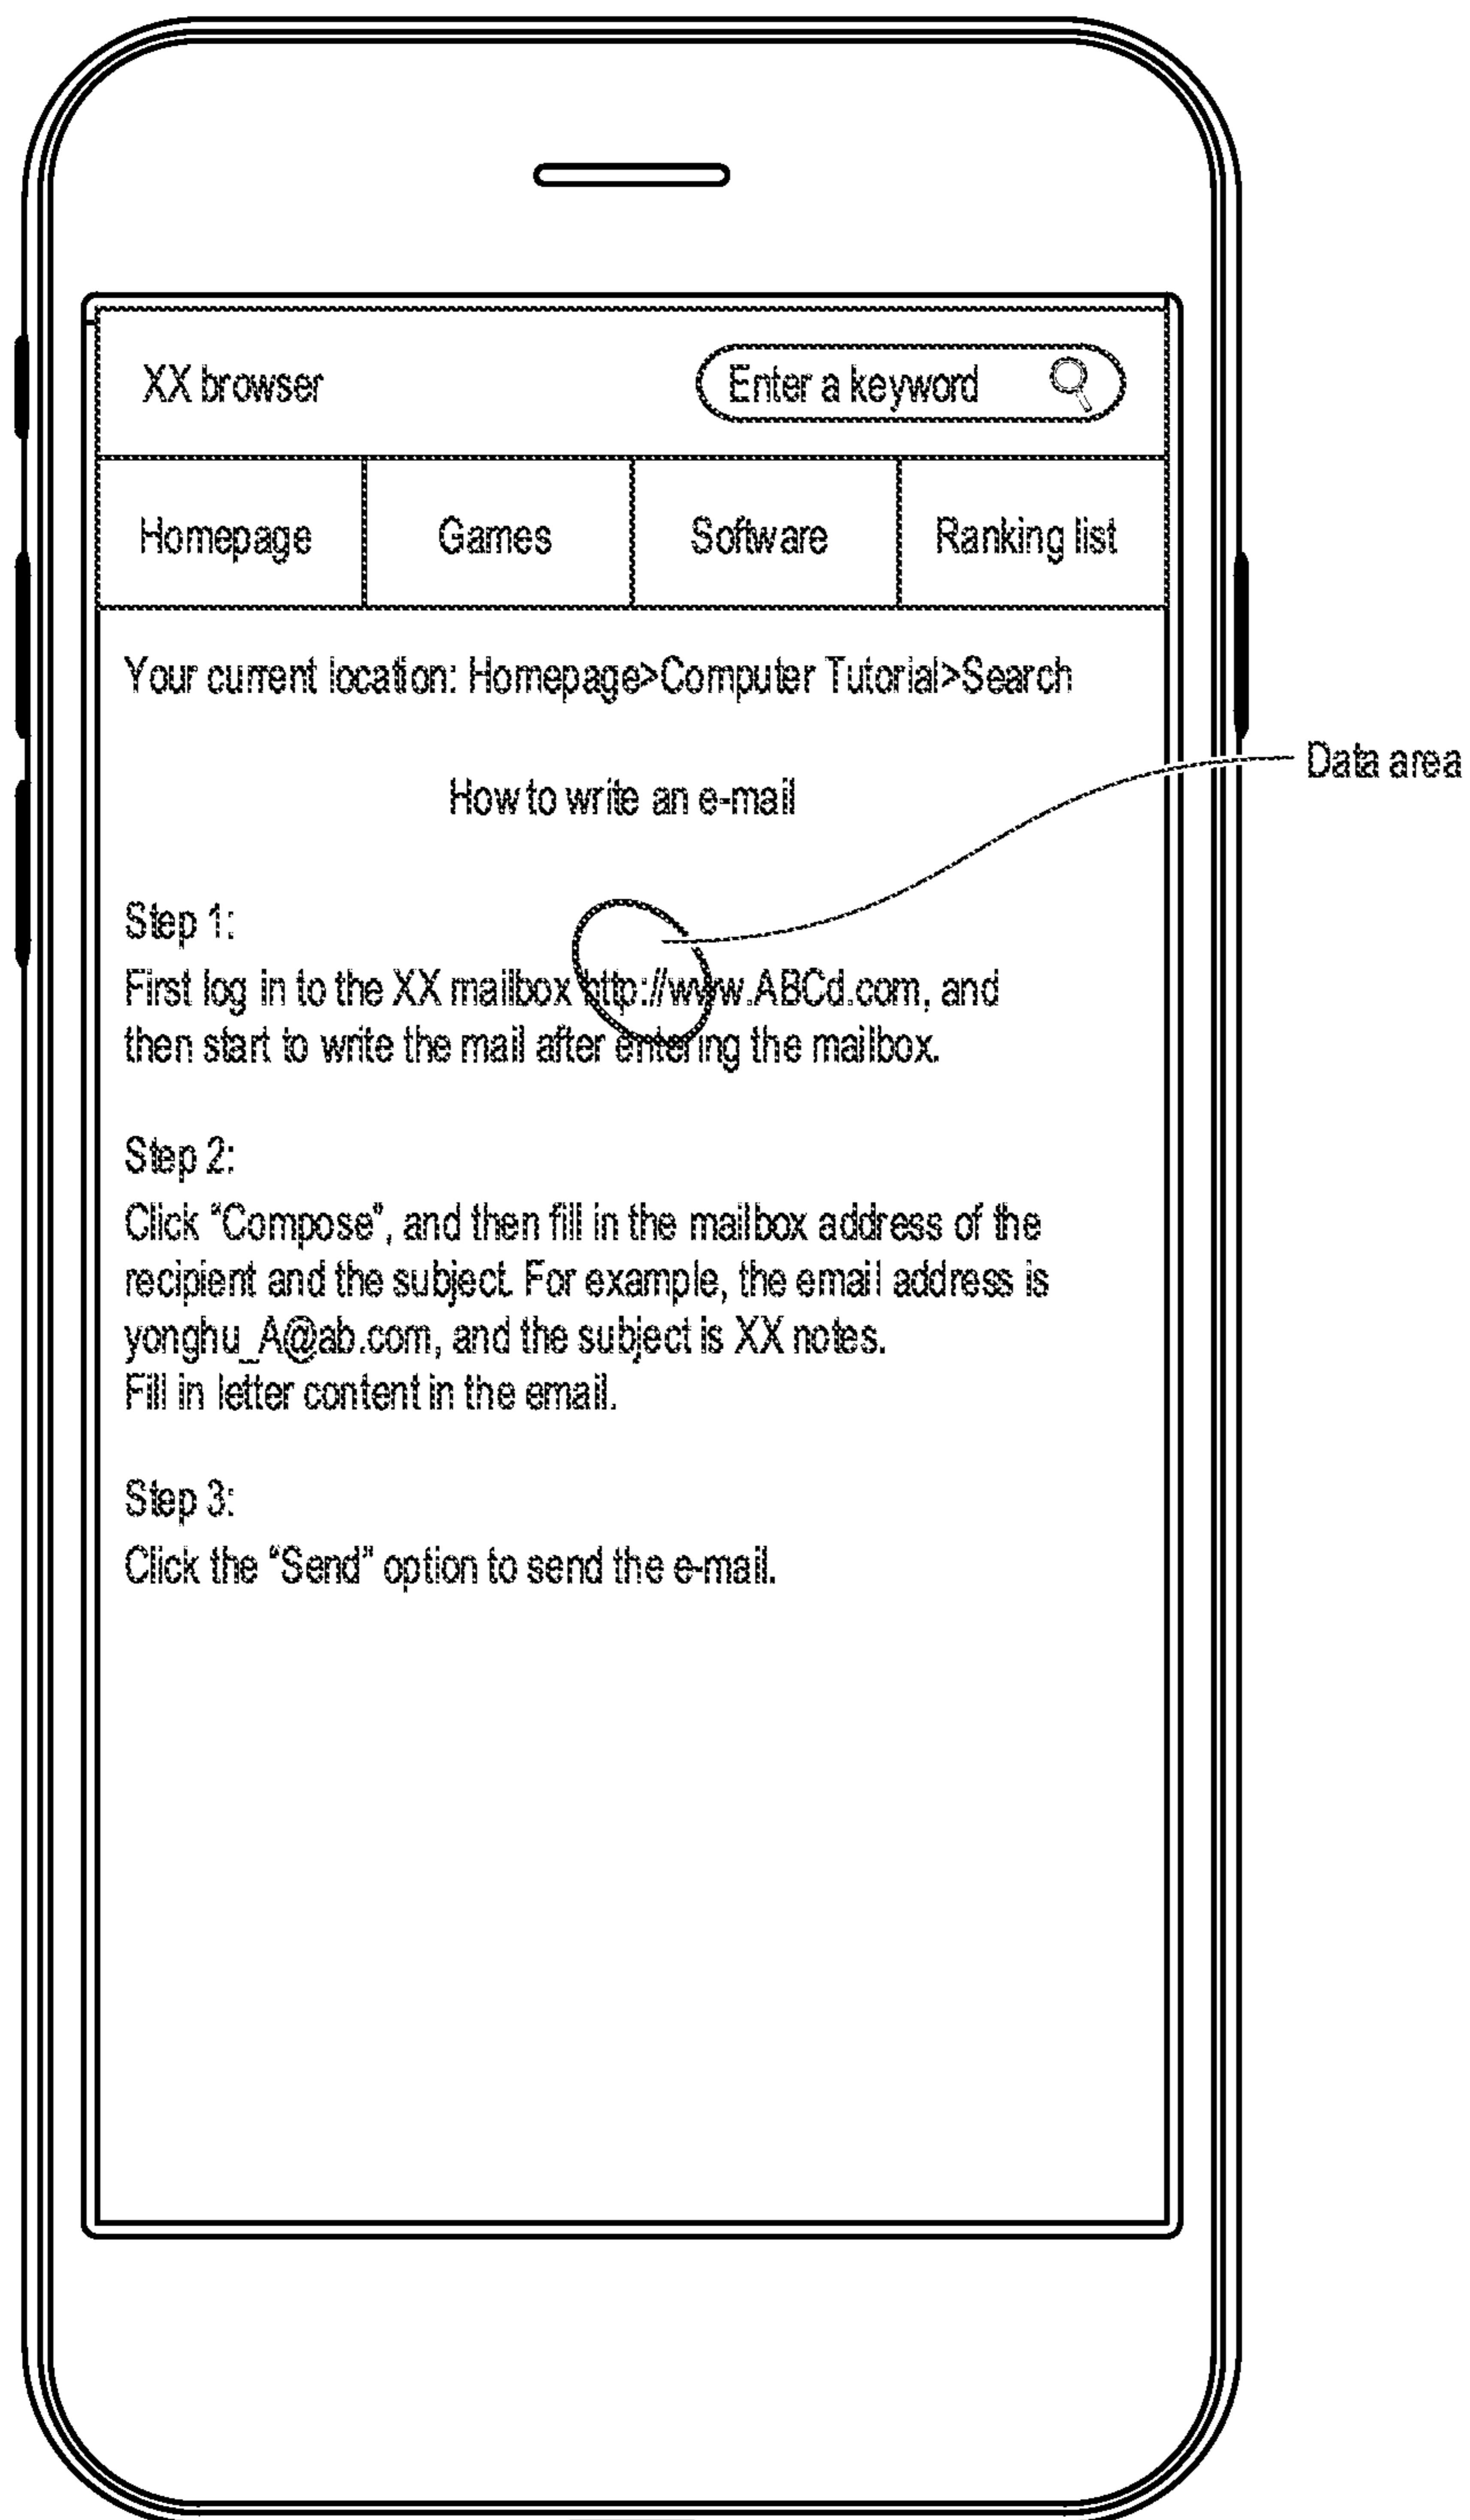 XX browser
Enter a keyword
Homepage Games Software Ranking list
Your current location: Homepage>Computer Tutorial>Search
Data area
How to write an e-mail
Step 1:
First log in to the XX mailbox http://www.ABCd.com, and
then start to write the mail after entering the mailbox.
Step 2:
Click "Compose", and then fill in the mailbox address of the
recipient and the subject. For example, the email address is
yonghu_A@ab.com, and the subject is XX notes.
Fill in letter content in the email.
Step 3:
Click the "Send" option to send the e-mail.